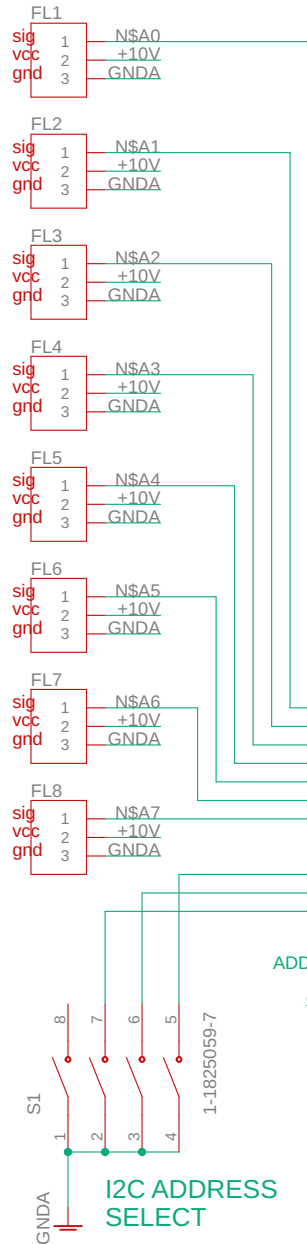 FL1
sig 1 N$A0
vcc 2 +10V
gnd 3 GNDA
FL2
sig 1 N$A1
vcc 2 +10V
gnd 3 GNDA
FL3
sig 1 N$A2
vcc 2 +10V
gnd 3 GNDA
FL4
sig 1 N$A3
vcc 2 +10V
gnd 3 GNDA
FL5
sig 1 N$A4
vcc 2 +10V
gnd 3 GNDA
FL6
sig 1 N$A5
vcc 2 +10V
gnd 3 GNDA
FL7
sig 1 N$A6
vcc 2 +10V
gnd 3 GNDA
FL8
sig 1 N$A7
vcc 2 +10V
gnd 3 GNDA
ADD
8 7 6 5
S1
1-1825059-7
1 2 3 4
GNDA
I2C ADDRESS
SELECT